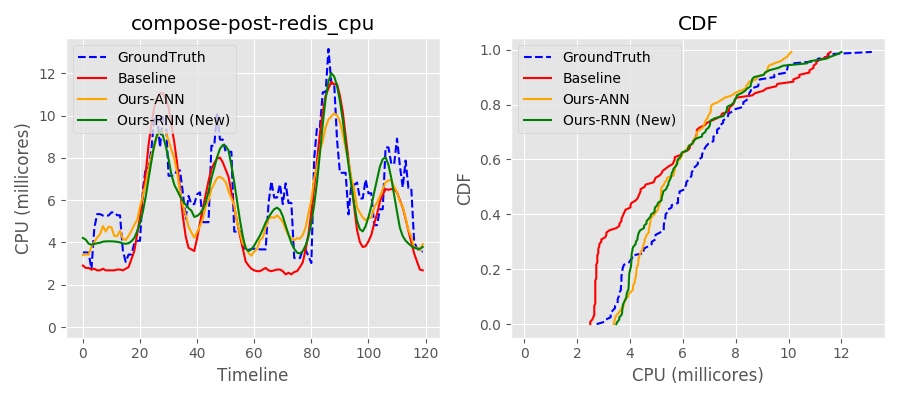 compose-post-redis_cpu
GroundTruth
Baseline
Ours-ANN
Ours-RNN (New)
CPU (millicores)
12
10
8
6
4
2
0
0 20 40 60 80 100 120
Timeline
CDF
GroundTruth
Baseline
Ours-ANN
Ours-RNN (New)
CDF
1.0
0.8
0.6
0.4
0.2
0.0
0 2 4 6 8 10 12
CPU (millicores)